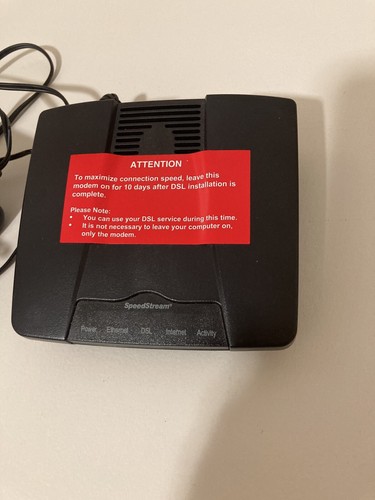 ATTENTION
To maximize connection speed, leave this
modem on for 10 days after DSL installation is
complete.
Please Note:
• You can use your DSL service during this time.
• It is not necessary to leave your computer on,
only the modem.
SpeedStream®
Power Ethernet DSL Internet Activity